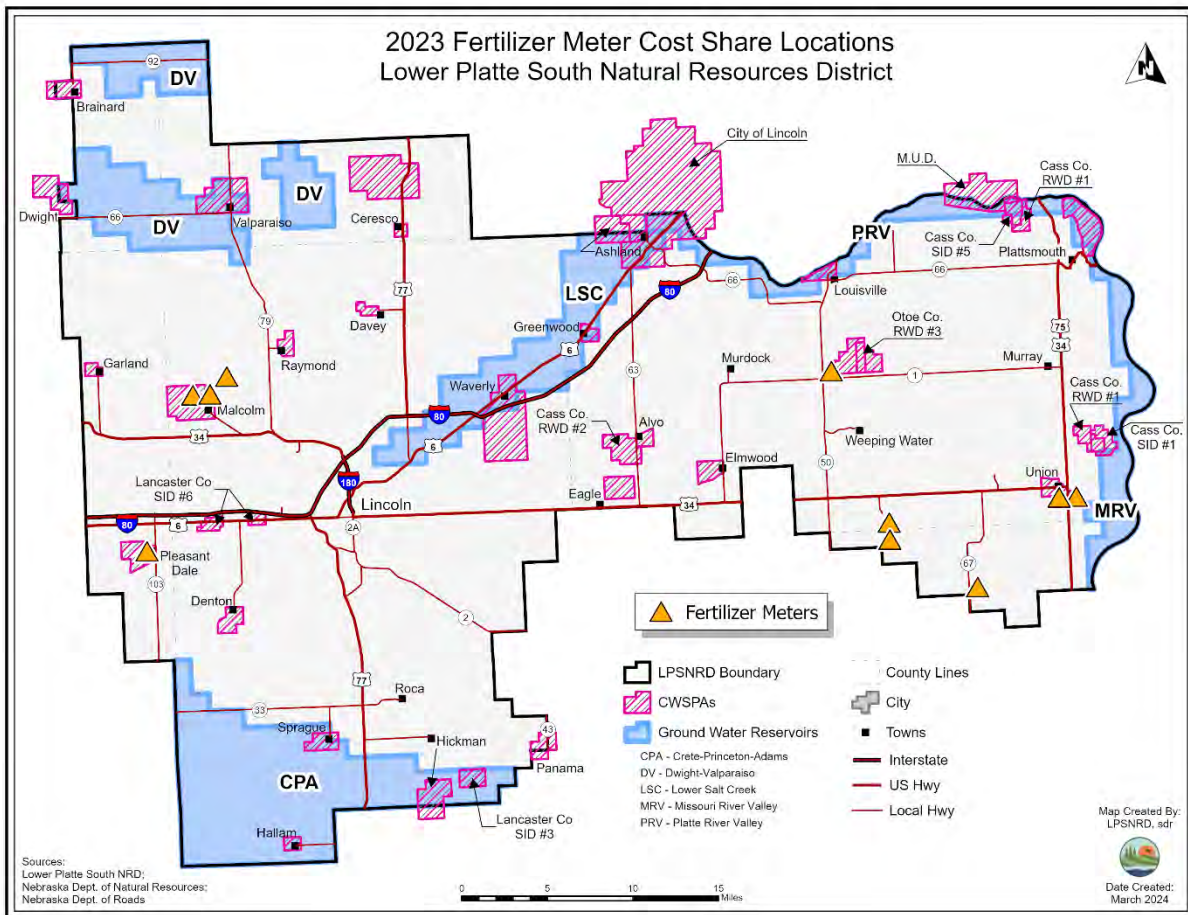 2023 Fertilizer Meter Cost Share Locations
Lower Platte South Natural Resources District
N
92
DV
Brainard
City of Lincoln
M.U.D.
Cass Co.
RWD #1
DV
Dwight
66
Valparaiso
DV
Ceresco
Ashland
PRV
Cass Co.
SID #5
Plattsmouth
66
66
Louisville
LSC
80
77
79
Davey
Greenwood
6
Otoe Co.
RWD #3
75
34
Garland
Raymond
63
Murdock
Murray
1
Waverly
Malcolm
80
Cass Co.
RWD #1
34
6
Cass Co.
RWD #2
Alvo
Weeping Water
Cass Co.
SID #1
Elmwood
50
Union
Lancaster Co
SID #6
180
Lincoln
Eagle
34
MRV
80
6
2A
Pleasant
Dale
103
67
Denton
2
Fertilizer Meters
77
Roca
33
Sprague
Hickman
43
Panama
CPA
Lancaster Co
SID #3
Hallam
LPSNRD Boundary
CWSPAs
Ground Water Reservoirs
CPA - Crete-Princeton-Adams
DV - Dwight-Valparaiso
LSC - Lower Salt Creek
MRV - Missouri River Valley
PRV - Platte River Valley
County Lines
City
Towns
Interstate
US Hwy
Local Hwy
Map Created By:
LPSNRD, sdr
Date Created:
March 2024
Sources:
Lower Platte South NRD;
Nebraska Dept. of Natural Resources;
Nebraska Dept. of Roads
0 5 10 15
Miles